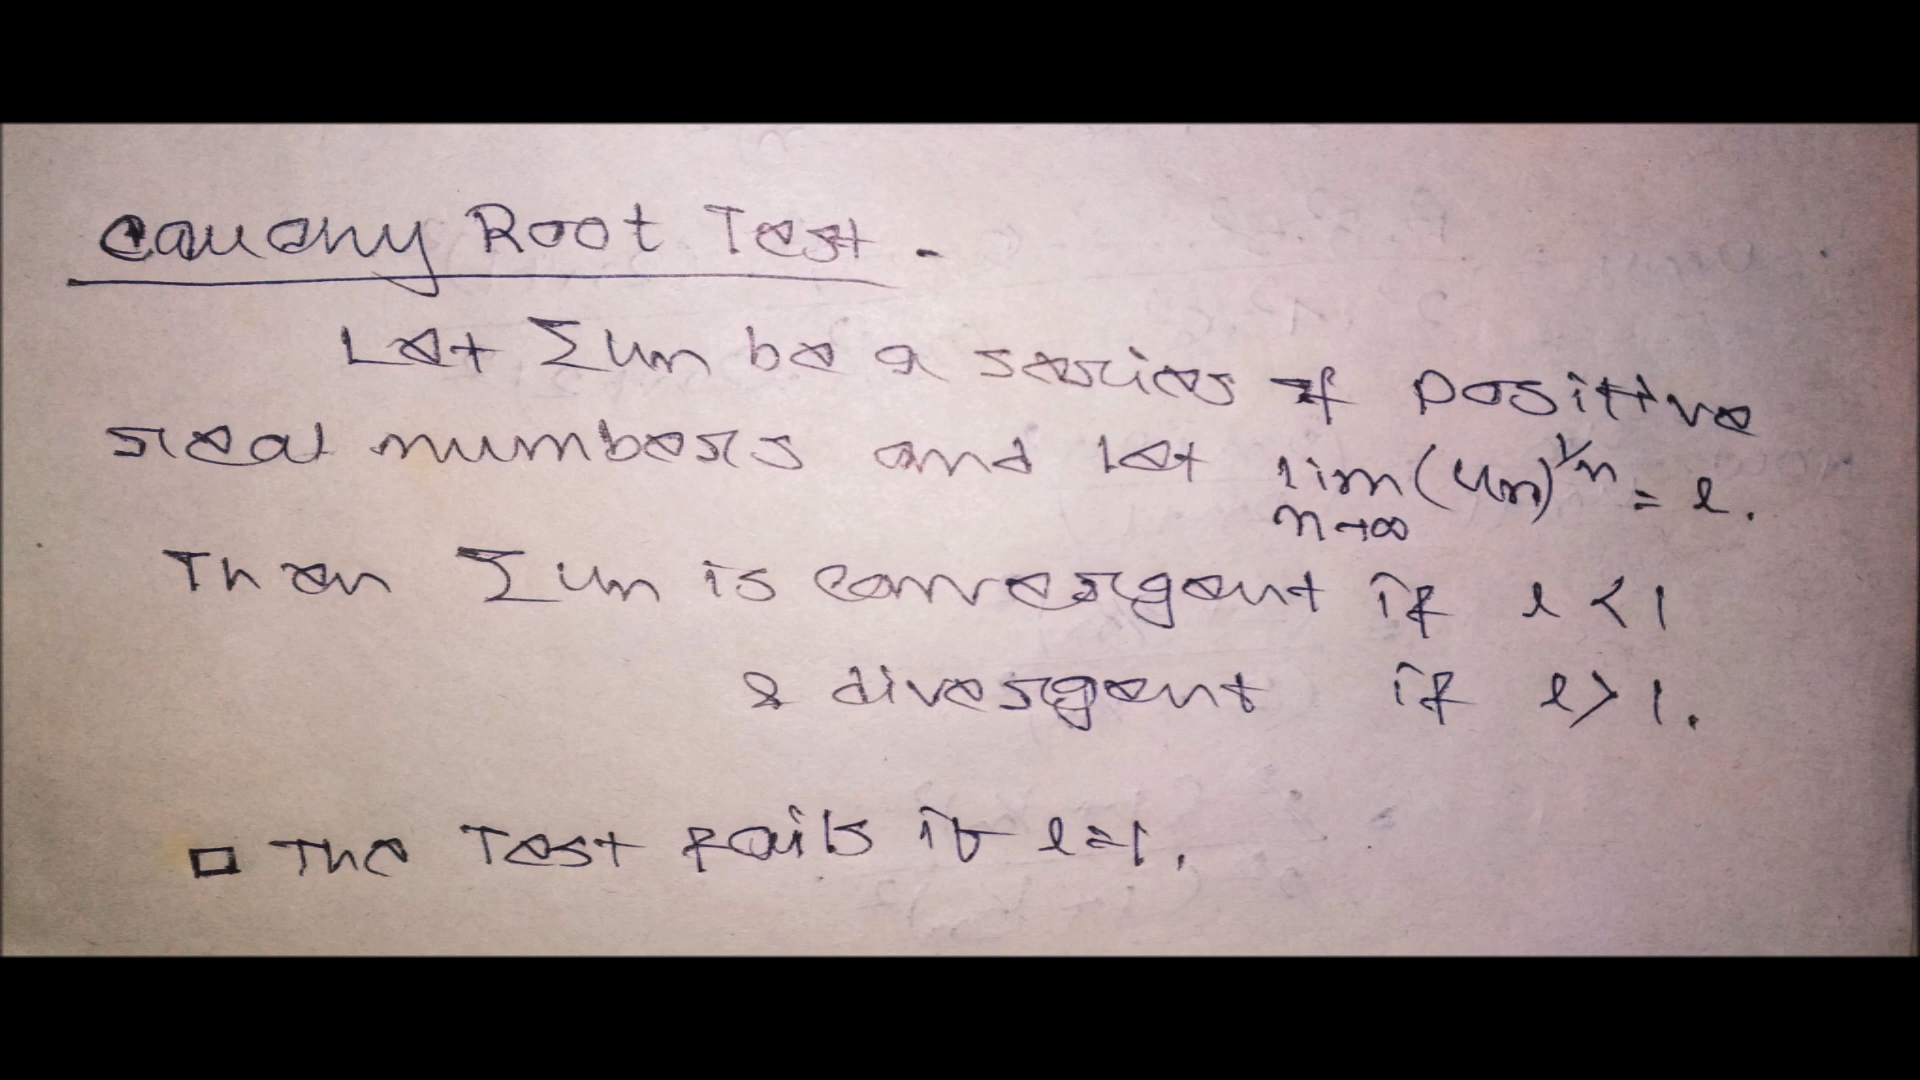 Cauchy Root Test -
Let Σun be a series of positive
real numbers and let lim n→∞ (un)^1/n = l.
Then Σun is convergent if l < 1
& divergent if l > 1.
□ The Test fails if l = 1.